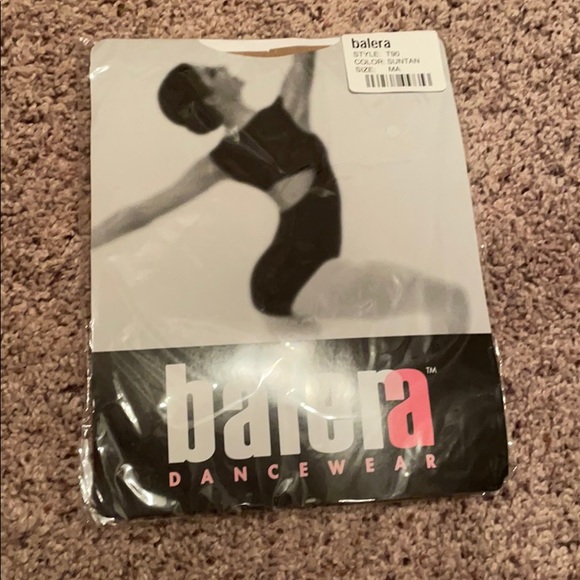 balera
STYLE: T90
COLOR: SUNTAN
SIZE: MA
balera™
DANCEWEAR